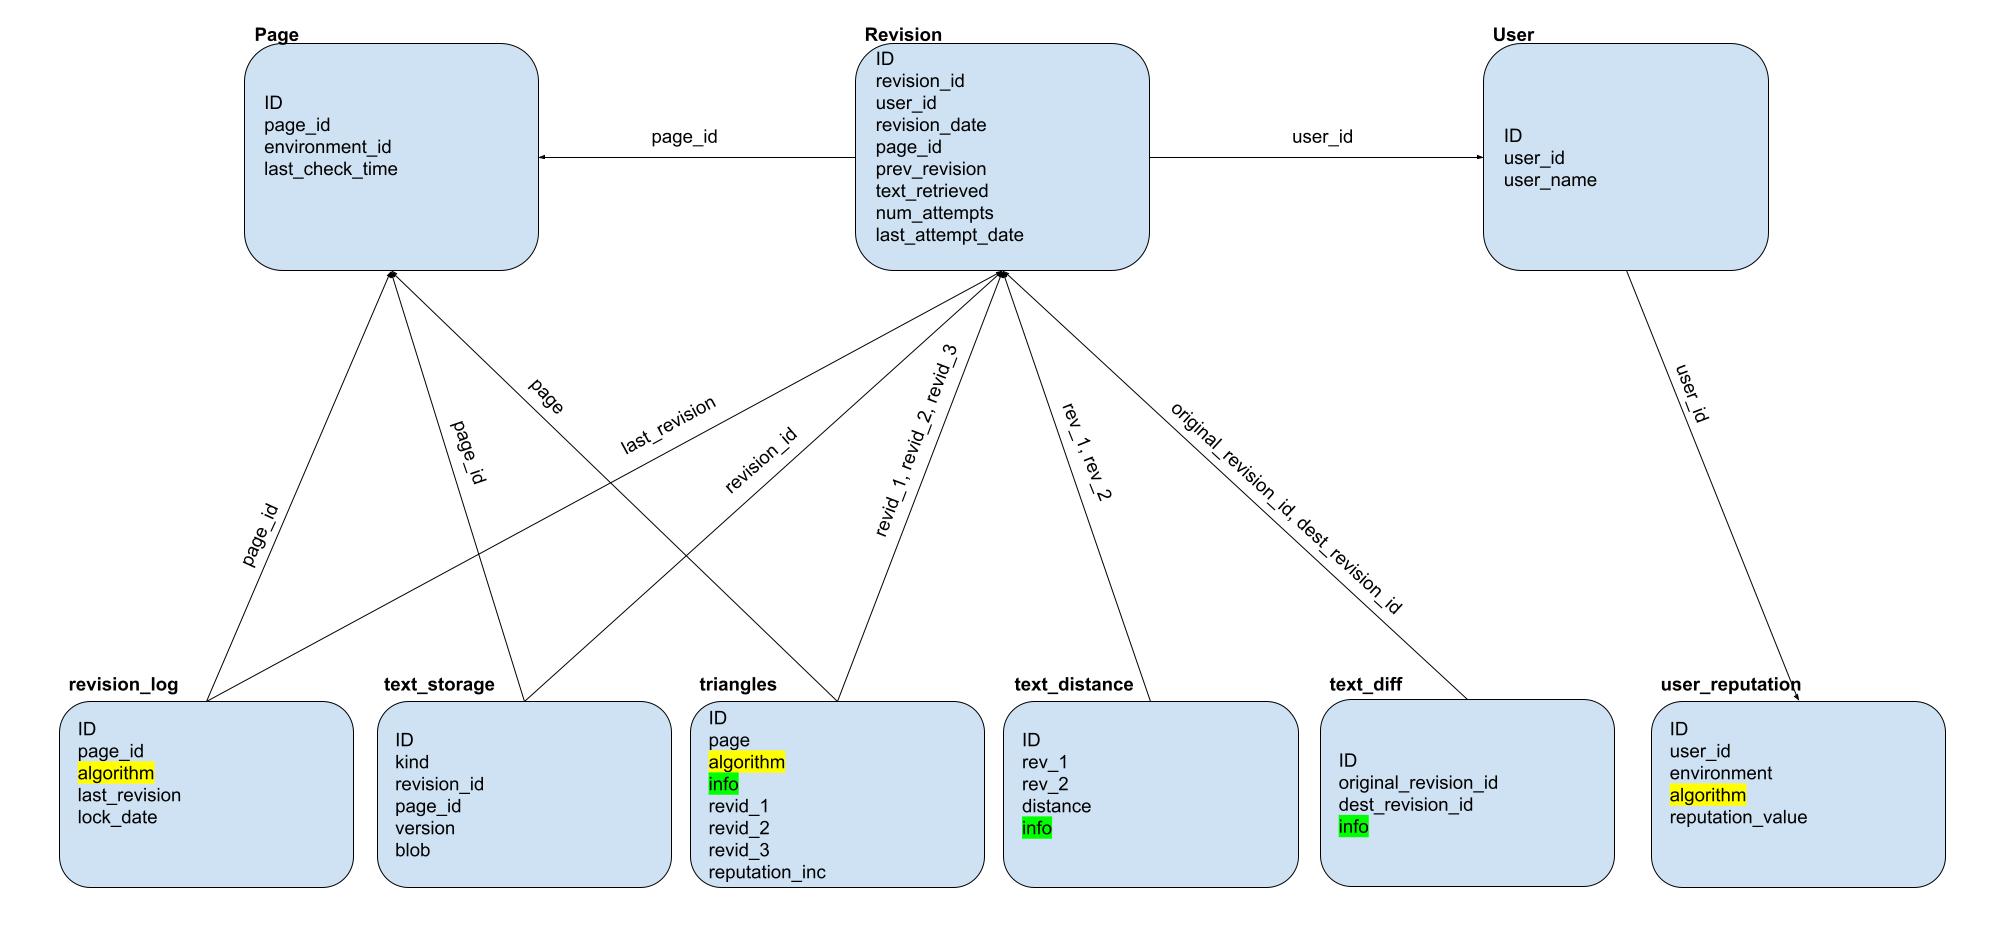 Page
ID
page_id
environment_id
last_check_time
page_id
Revision
ID
revision_id
user_id
revision_date
page_id
prev_revision
text_retrieved
num_attempts
last_attempt_date
user_id
User
ID
user_id
user_name
page_id
page_id
page
last_revision
revision_id
revid_1, revid_2, revid_3
rev_1, rev_2
original_revision_id, dest_revision_id
user_id
revision_log
ID
page_id
algorithm
last_revision
lock_date
text_storage
ID
kind
revision_id
page_id
version
blob
triangles
ID
page
algorithm
info
revid_1
revid_2
revid_3
reputation_inc
text_distance
ID
rev_1
rev_2
distance
info
text_diff
ID
original_revision_id
dest_revision_id
info
user_reputation
ID
user_id
environment
algorithm
reputation_value